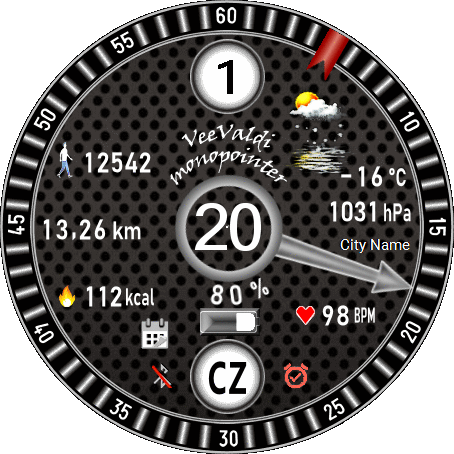 60
55
1
50
10
VeeValdi
monopointer
12542
-16 °C
1031 hPa
45
13,26 km
20
15
City Name
112 kcal
80 %
98 BPM
40
20
CZ
35
25
30